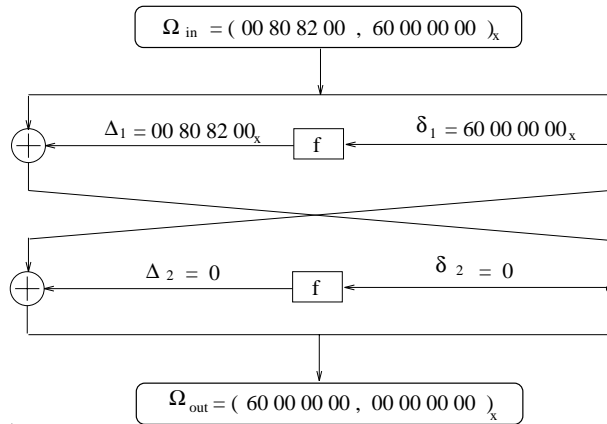 Ω in = ( 00 80 82 00 , 60 00 00 00 )x
Δ1 = 00 80 82 00x
f
δ1 = 60 00 00 00x
Δ 2 = 0
f
δ 2 = 0
Ωout = ( 60 00 00 00 , 00 00 00 00 )x